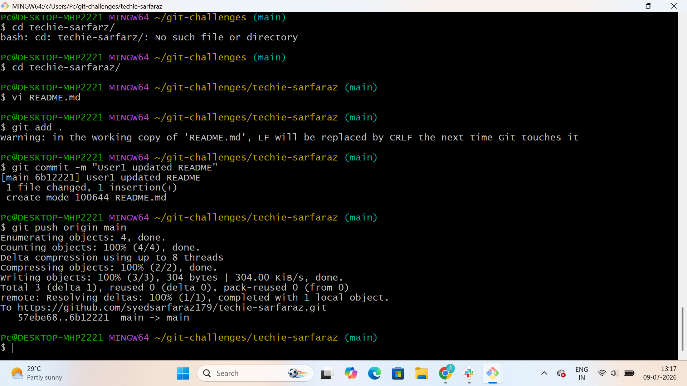 MINGW64:/c/Users/Pc/git-challenges/techie-sarfaraz
Pc@DESKTOP-MHP2221 MINGW64 ~/git-challenges (main)
$ cd techie-sarfarz/
bash: cd: techie-sarfarz/: No such file or directory
Pc@DESKTOP-MHP2221 MINGW64 ~/git-challenges (main)
$ cd techie-sarfaraz/
Pc@DESKTOP-MHP2221 MINGW64 ~/git-challenges/techie-sarfaraz (main)
$ vi README.md
Pc@DESKTOP-MHP2221 MINGW64 ~/git-challenges/techie-sarfaraz (main)
$ git add .
warning: in the working copy of 'README.md', LF will be replaced by CRLF the next time Git touches it
Pc@DESKTOP-MHP2221 MINGW64 ~/git-challenges/techie-sarfaraz (main)
$ git commit -m "User1 updated README"
[main 6b12221] User1 updated README
1 file changed, 1 insertion(+)
create mode 100644 README.md
Pc@DESKTOP-MHP2221 MINGW64 ~/git-challenges/techie-sarfaraz (main)
$ git push origin main
Enumerating objects: 4, done.
Counting objects: 100% (4/4), done.
Delta compression using up to 8 threads
Compressing objects: 100% (2/2), done.
Writing objects: 100% (3/3), 304 bytes | 304.00 KiB/s, done.
Total 3 (delta 1), reused 0 (delta 0), pack-reused 0 (from 0)
remote: Resolving deltas: 100% (1/1), completed with 1 local object.
To https://github.com/syedsarfaraz179/techie-sarfaraz.git
57ebe68..6b12221  main -> main
Pc@DESKTOP-MHP2221 MINGW64 ~/git-challenges/techie-sarfaraz (main)
$
29°C
Partly sunny
Search
ENG
IN
13:17
09-07-2026